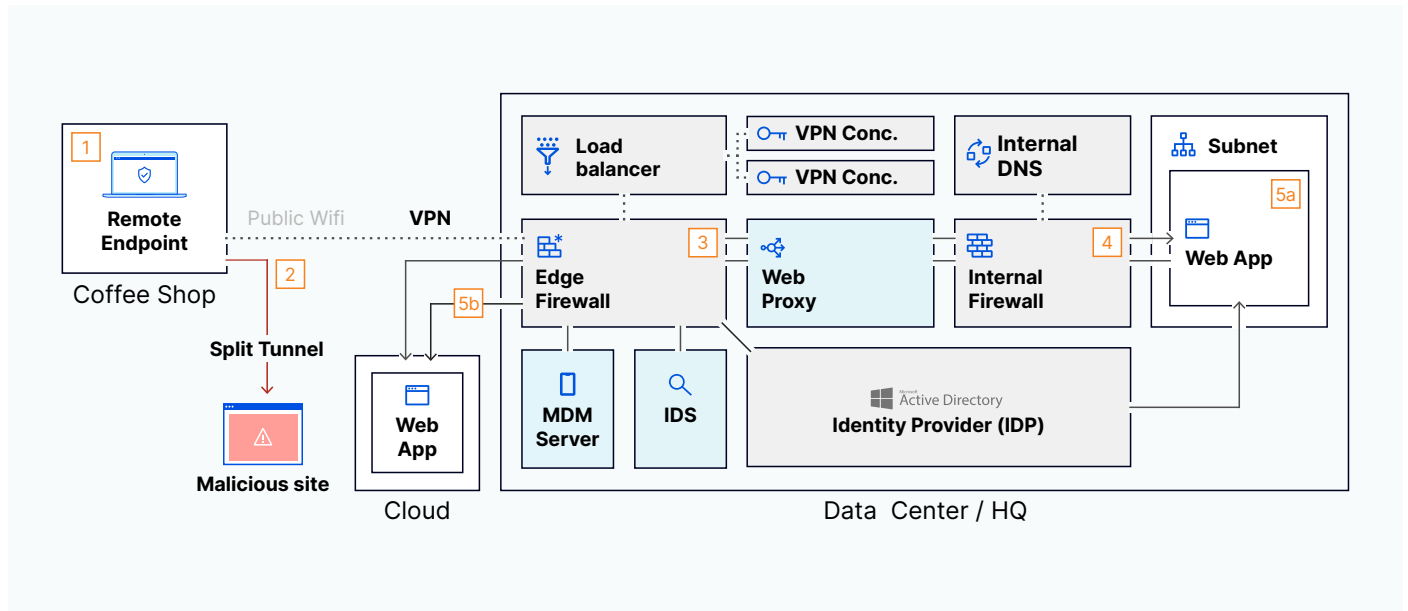 1
Remote
Endpoint
Coffee Shop
Public Wifi
VPN
2
Split Tunnel
Malicious site
5b
Web
App
Cloud
Load
balancer
VPN Conc.
VPN Conc.
Internal
DNS
Subnet
5a
Web App
3
Edge
Firewall
Web
Proxy
4
Internal
Firewall
MDM
Server
IDS
Microsoft
Active Directory
Identity Provider (IDP)
Data Center / HQ